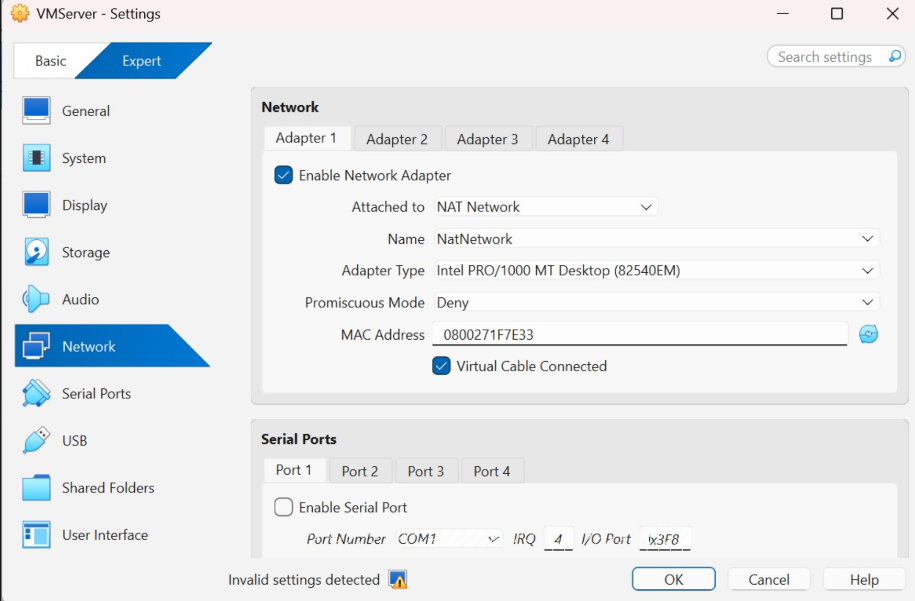 VMServer - Settings
Basic Expert Search settings
General
System
Display
Storage
Audio
Network
Serial Ports
USB
Shared Folders
User Interface
Network
Adapter 1 Adapter 2 Adapter 3 Adapter 4
Enable Network Adapter
Attached to NAT Network
Name NatNetwork
Adapter Type Intel PRO/1000 MT Desktop (82540EM)
Promiscuous Mode Deny
MAC Address 0800271F7E33
Virtual Cable Connected
Serial Ports
Port 1 Port 2 Port 3 Port 4
Enable Serial Port
Port Number COM1 IRQ 4 I/O Port x3F8
Invalid settings detected OK Cancel Help